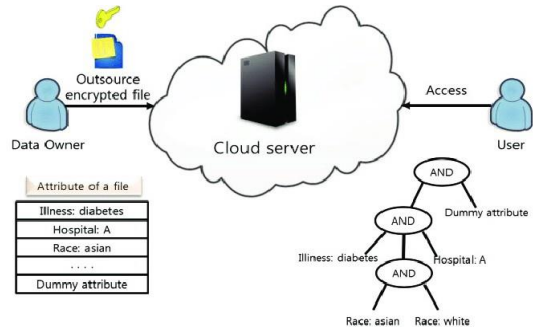 Outsource
encrypted file
Data Owner
Cloud server
Access
User
Attribute of a file
Illness: diabetes
Hospital: A
Race: asian
. . . .
Dummy attribute
AND
Dummy attribute
AND
Illiness: diabetes
Hospital: A
AND
Race: asian
Race: white